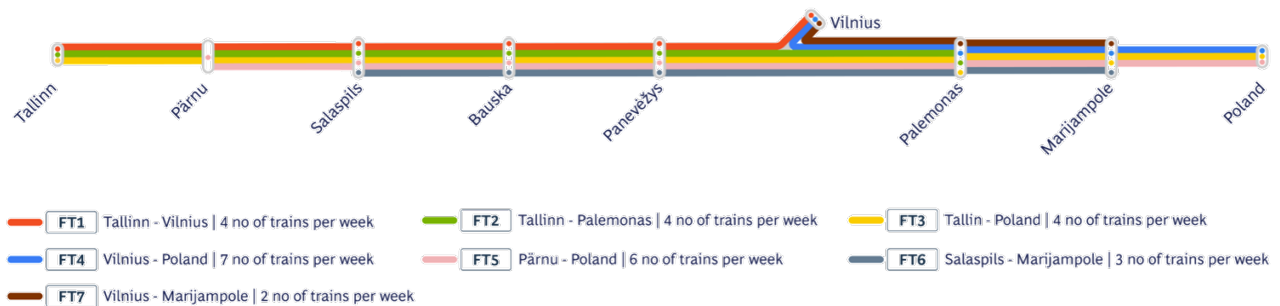 Vilnius
Tallinn
Pärnu
Salaspils
Bauska
Panevėžys
Palemonas
Marijampole
Poland
FT1 Tallinn - Vilnius | 4 no of trains per week
FT2 Tallinn - Palemonas | 4 no of trains per week
FT3 Tallin - Poland | 4 no of trains per week
FT4 Vilnius - Poland | 7 no of trains per week
FT5 Pärnu - Poland | 6 no of trains per week
FT6 Salaspils - Marijampole | 3 no of trains per week
FT7 Vilnius - Marijampole | 2 no of trains per week